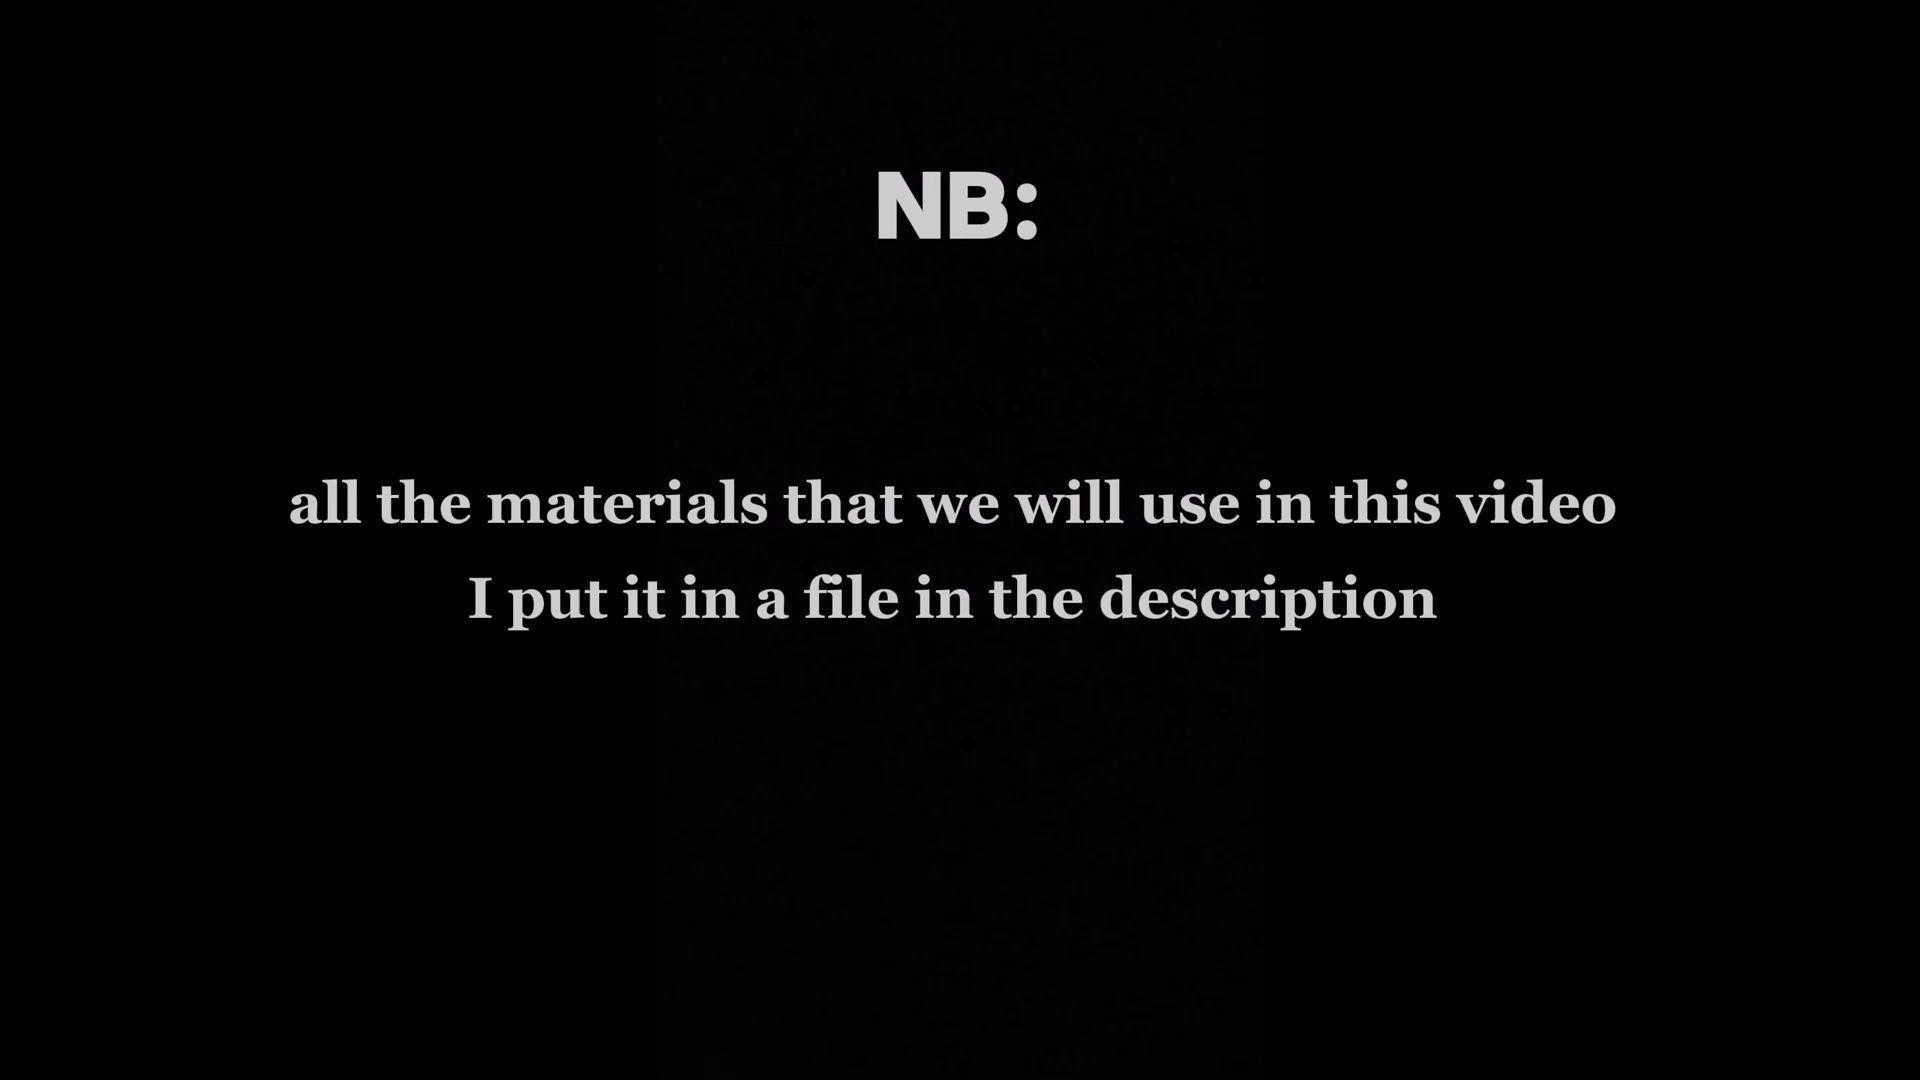 NB:
all the materials that we will use in this video
I put it in a file in the description